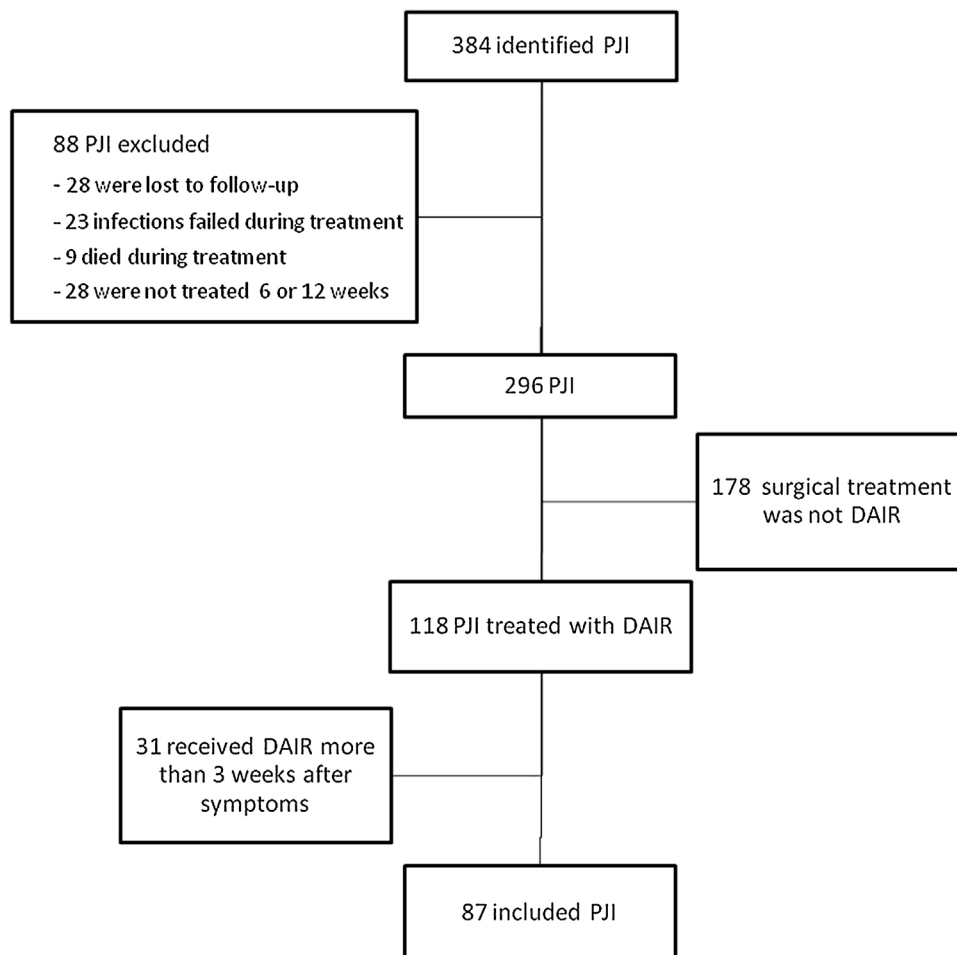 384 identified PJI
88 PJI excluded
- 28 were lost to follow-up
- 23 infections failed during treatment
- 9 died during treatment
- 28 were not treated 6 or 12 weeks
296 PJI
178 surgical treatment
was not DAIR
118 PJI treated with DAIR
31 received DAIR more
than 3 weeks after
symptoms
87 included PJI